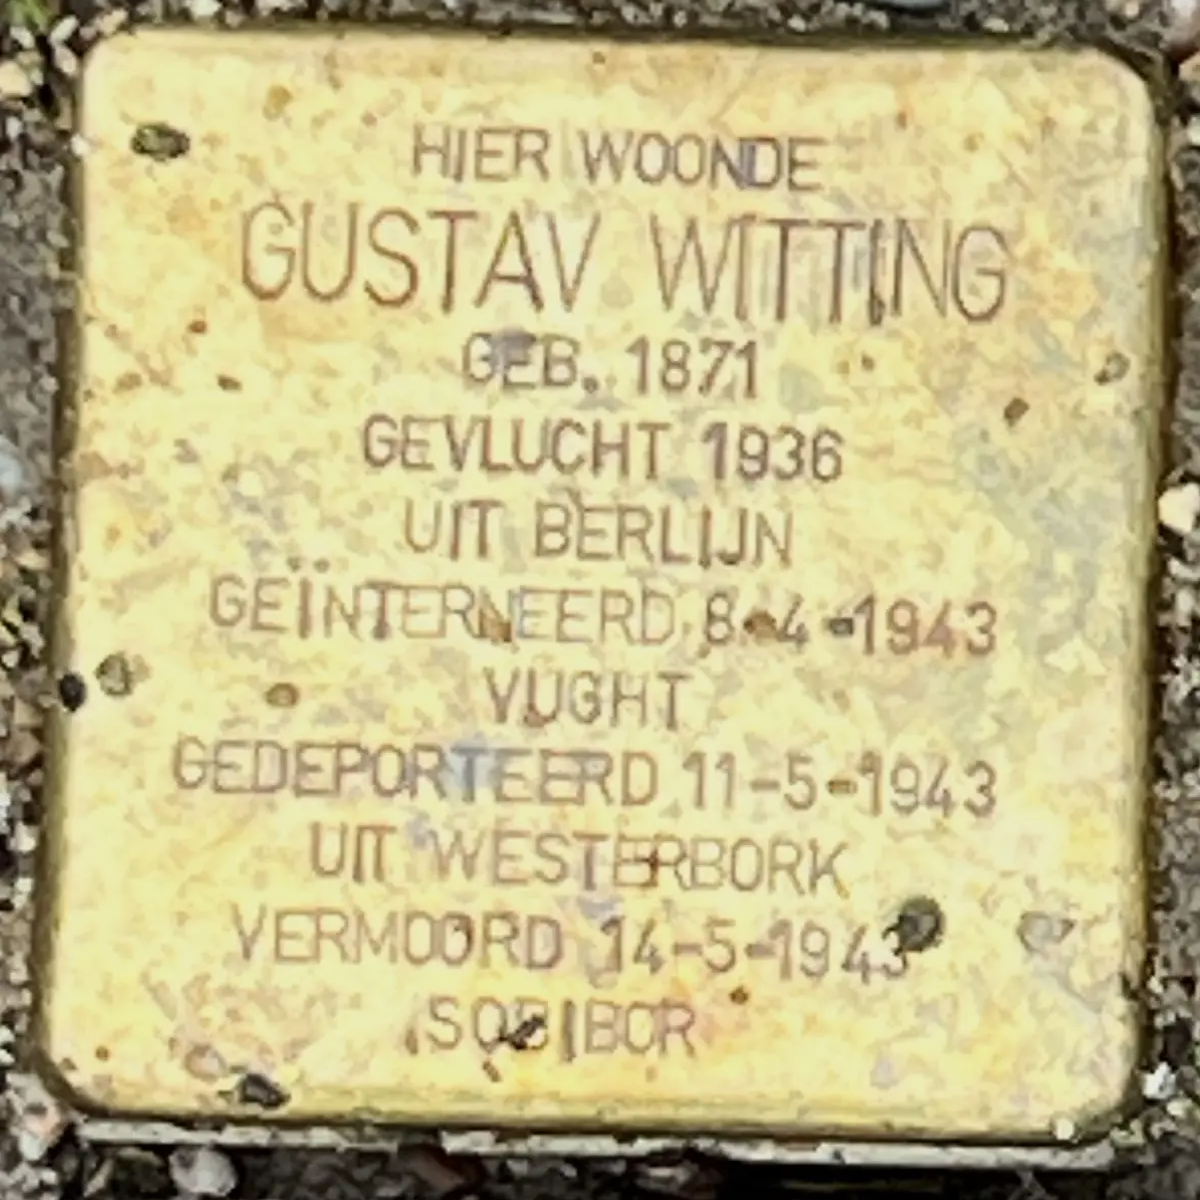 HIER WOONDE
GUSTAV WITTING
GEB. 1871
GEVLUCHT 1936
UIT BERLIJN
GEÏNTERNEERD 8-4-1943
VUGHT
GEDEPORTEERD 11-5-1943
UIT WESTERBORK
VERMOORD 14-5-1943
SOBIBOR